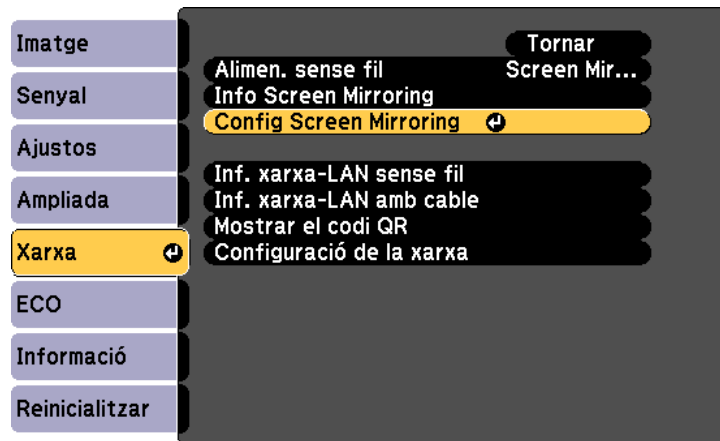 Imatge
Senyal
Ajustos
Ampliada
Xarxa
ECO
Informació
Reinicialitzar
Tornar
Alimen. sense fil Screen Mir...
Info Screen Mirroring
Config Screen Mirroring
Inf. xarxa-LAN sense fil
Inf. xarxa-LAN amb cable
Mostrar el codi QR
Configuració de la xarxa